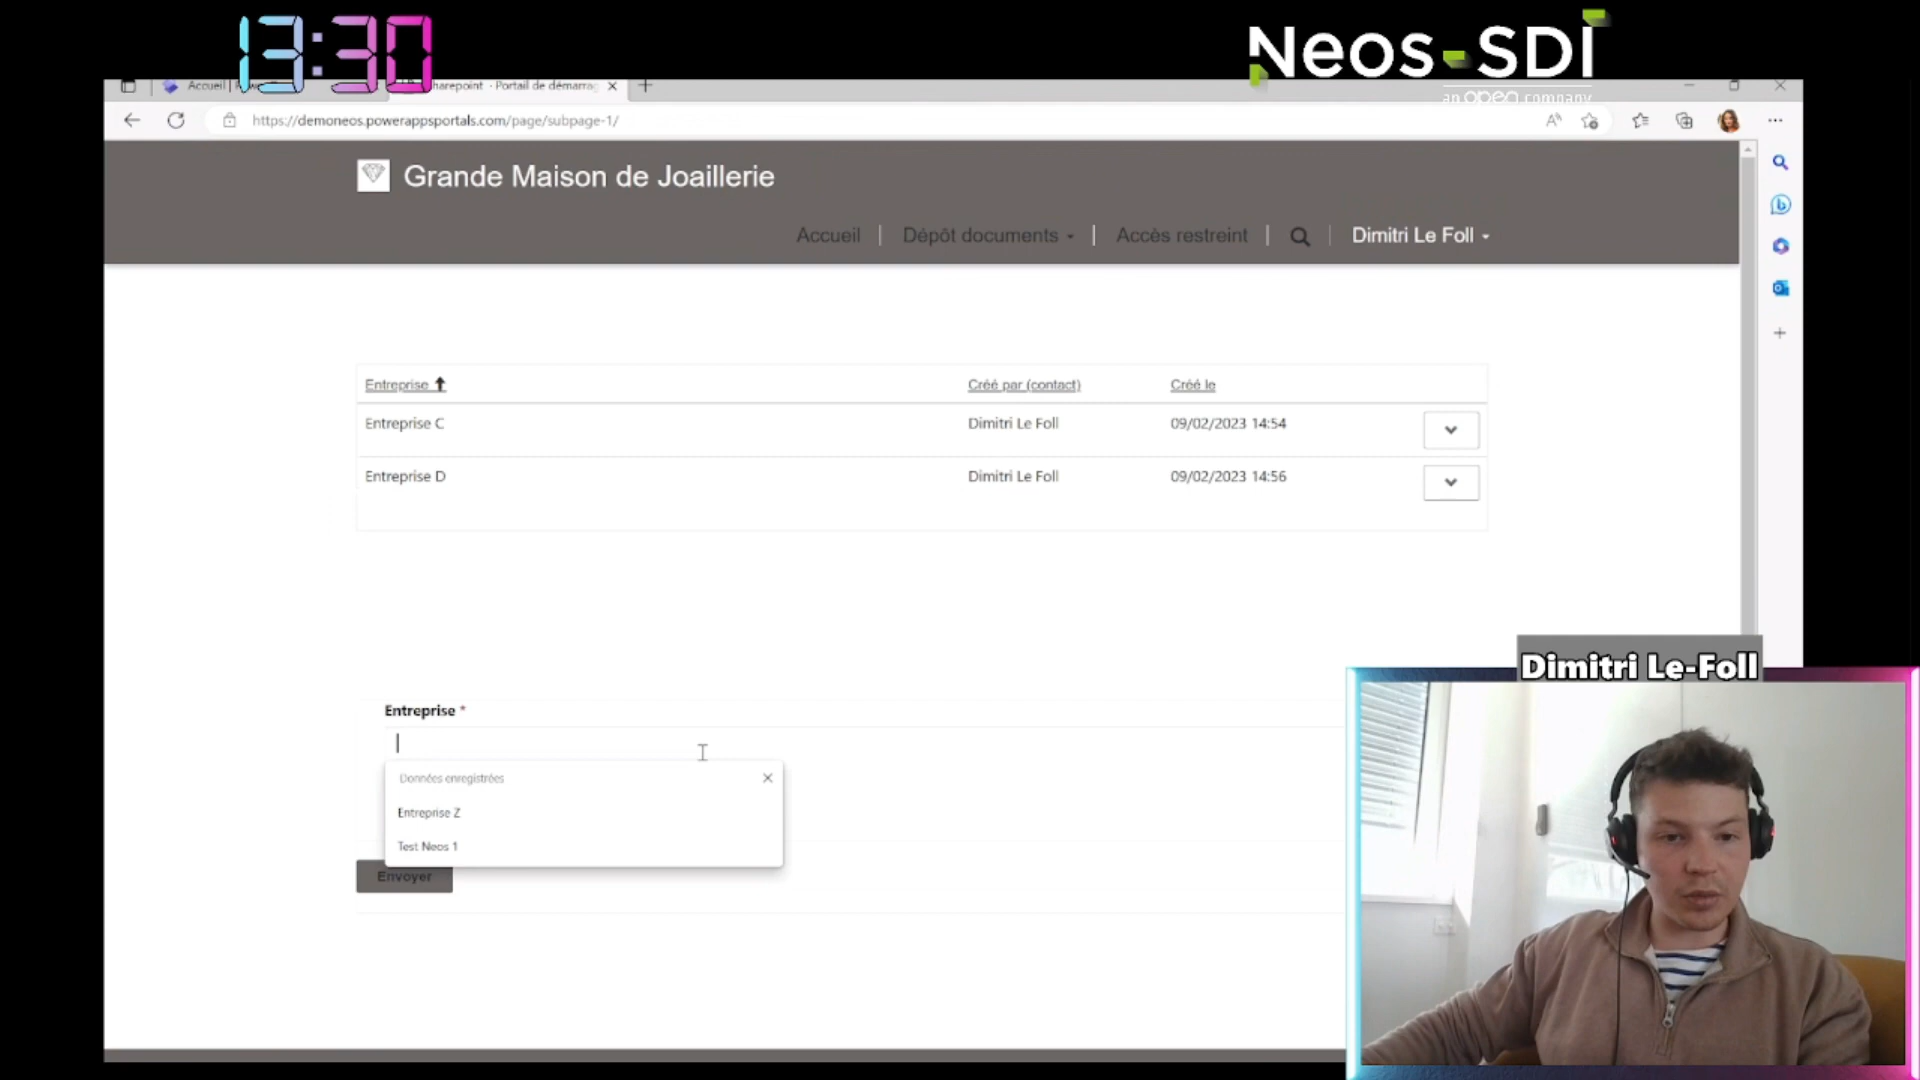 13:30
Neos-SDI
an open company
Accueil |
harepoint - Portail de démarra
https://demoneos.powerappsportals.com/page/subpage-1/
Grande Maison de Joaillerie
Accueil
Dépôt documents
Accès restreint
Dimitri Le Foll
Entreprise
Créé par (contact)
Créé le
Entreprise C
Dimitri Le Foll
09/02/2023 14:54
Entreprise D
Dimitri Le Foll
09/02/2023 14:56
Entreprise *
Données enregistrées
Entreprise Z
Test Neos 1
Envoyer
Dimitri Le-Foll